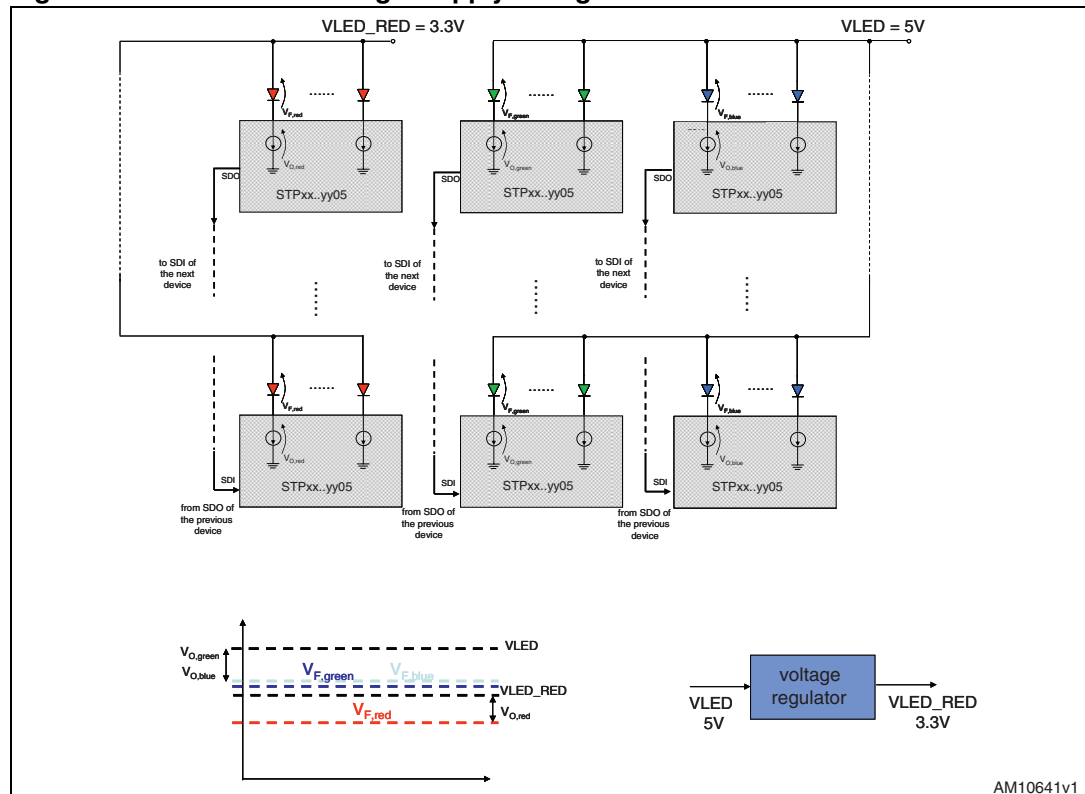 VLED_RED = 3.3V
VLED = 5V
V_F,red
V_F,green
V_F,blue
V_O,red
V_O,green
V_O,blue
SDO
SDO
SDO
STPxx..yy05
STPxx..yy05
STPxx..yy05
to SDI of
the next
device
to SDI of
the next
device
to SDI of
the next
device
V_F,red
V_F,green
V_F,blue
V_O,red
V_O,green
V_O,blue
SDI
SDI
SDI
STPxx..yy05
STPxx..yy05
STPxx..yy05
from SDO of
the previous
device
from SDO of
the previous
device
from SDO of
the previous
device
VLED
V_O,green
V_O,blue
V_F,green
V_F,blue
VLED_RED
V_F,red
V_O,red
voltage
regulator
VLED
5V
VLED_RED
3.3V
AM10641v1